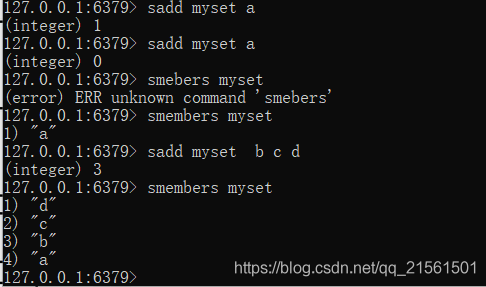 127.0.0.1:6379> sadd myset a
(integer) 1
127.0.0.1:6379> sadd myset a
(integer) 0
127.0.0.1:6379> smebers myset
(error) ERR unknown command 'smebers'
127.0.0.1:6379> smembers myset
1) "a"
127.0.0.1:6379> sadd myset  b c d
(integer) 3
127.0.0.1:6379> smembers myset
1) "d"
2) "c"
3) "b"
4) "a"
127.0.0.1:6379>
https://blog.csdn.net/qq_21561501